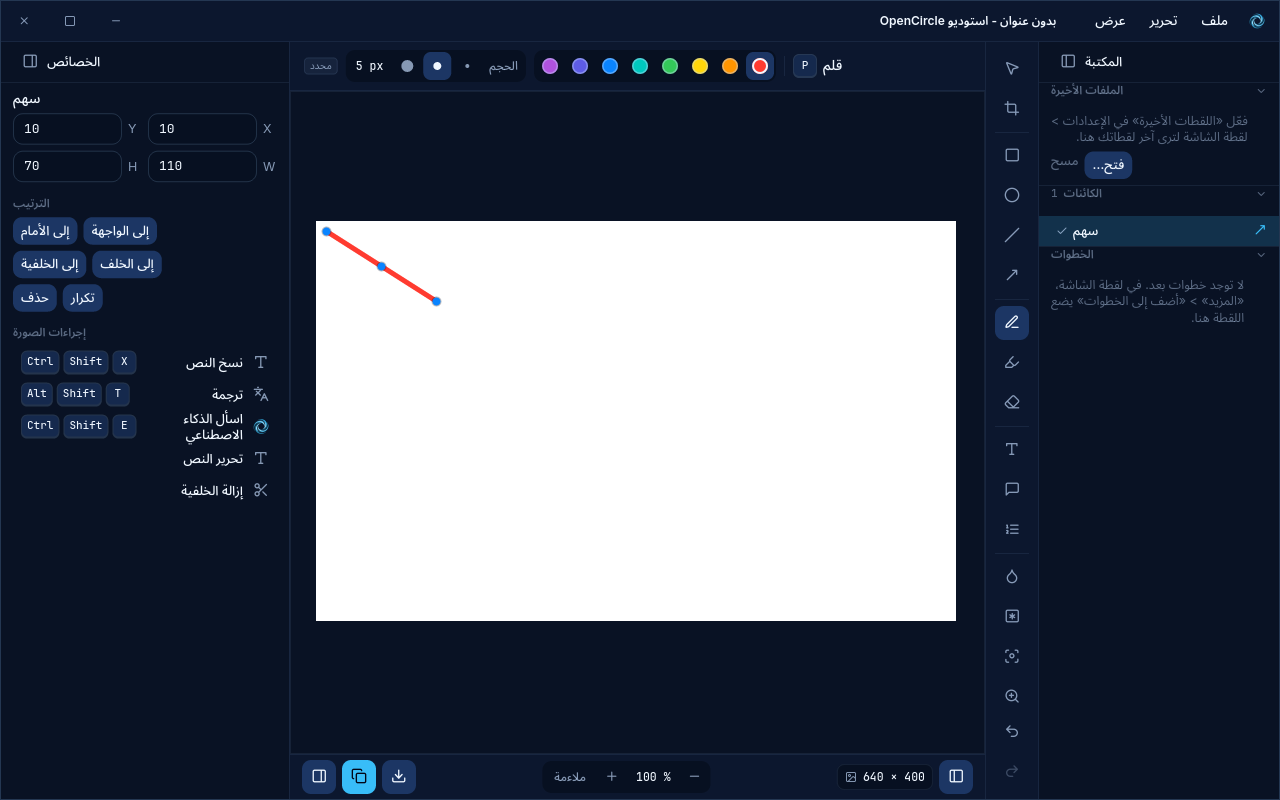 ملف
تحرير
عرض
بدون عنوان - استوديو OpenCircle
المكتبة
الملفات الأخيرة
فعّل «اللقطات الأخيرة» في الإعدادات >
لقطة الشاشة لترى آخر لقطاتك هنا.
فتح...
مسح
الكائنات 1
سهم
الخطوات
لا توجد خطوات بعد. في لقطة الشاشة،
«المزيد» > «أضف إلى الخطوات» يضع
اللقطة هنا.
قلم P
الحجم
5 px
محدد
640 × 400
100 %
ملاءمة
الخصائص
سهم
X 10
Y 10
W 110
H 70
الترتيب
إلى الواجهة
إلى الأمام
إلى الخلف
إلى الخلفية
تكرار
حذف
إجراءات الصورة
نسخ النص
Ctrl Shift X
ترجمة
Alt Shift T
اسأل الذكاء
الاصطناعي
Ctrl Shift E
تحرير النص
إزالة الخلفية